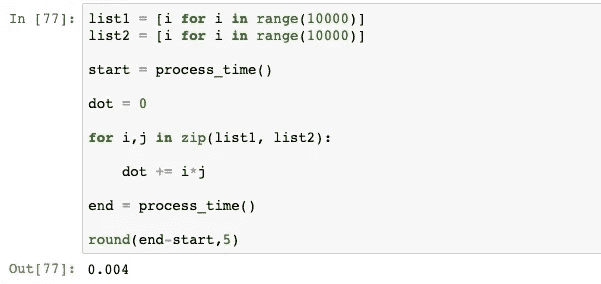 In [77]: list1 = [i for i in range(10000)]
list2 = [i for i in range(10000)]
start = process_time()
dot = 0
for i,j in zip(list1, list2):
    dot += i*j
end = process_time()
round(end-start,5)
Out[77]: 0.004